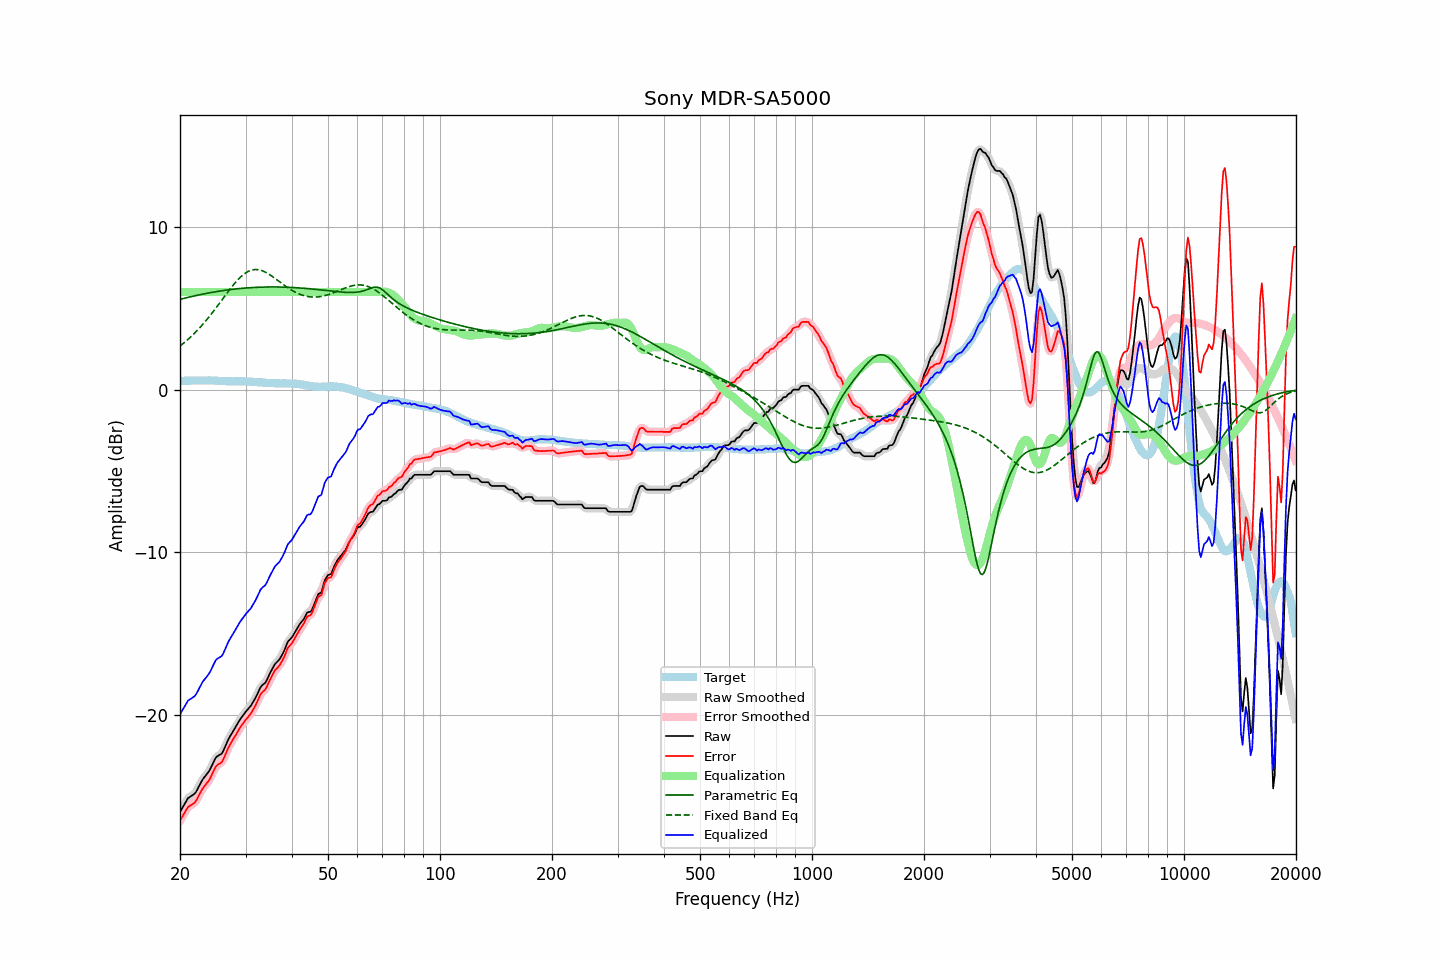 Sony MDR-SA5000
Amplitude (dBr)
10
0
−10
−20
Target
Raw Smoothed
Error Smoothed
Raw
Error
Equalization
Parametric Eq
Fixed Band Eq
Equalized
20 50 100 200 500 1000 2000 5000 10000 20000
Frequency (Hz)